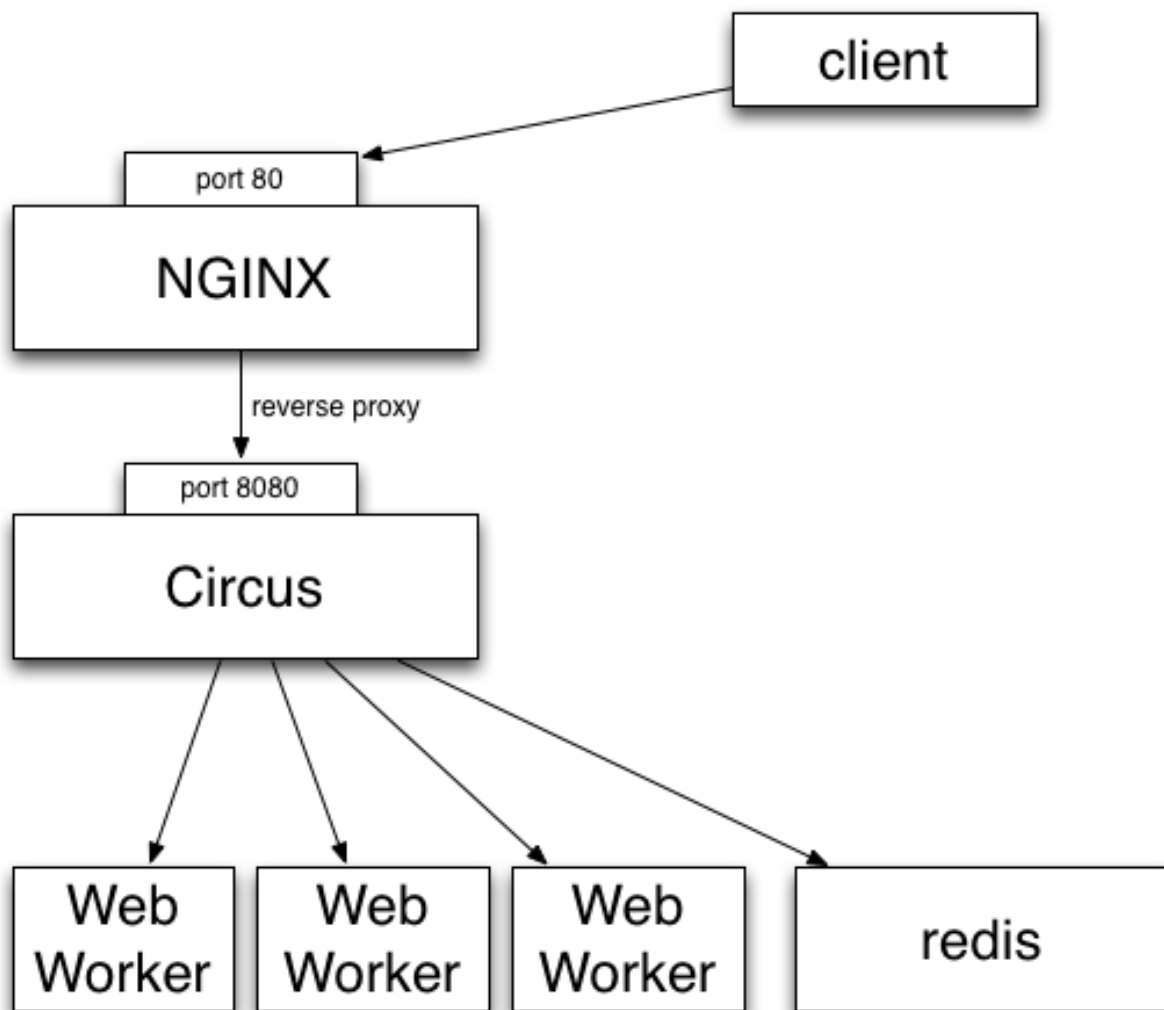 client
port 80
NGINX
reverse proxy
port 8080
Circus
Web
Worker
Web
Worker
Web
Worker
redis